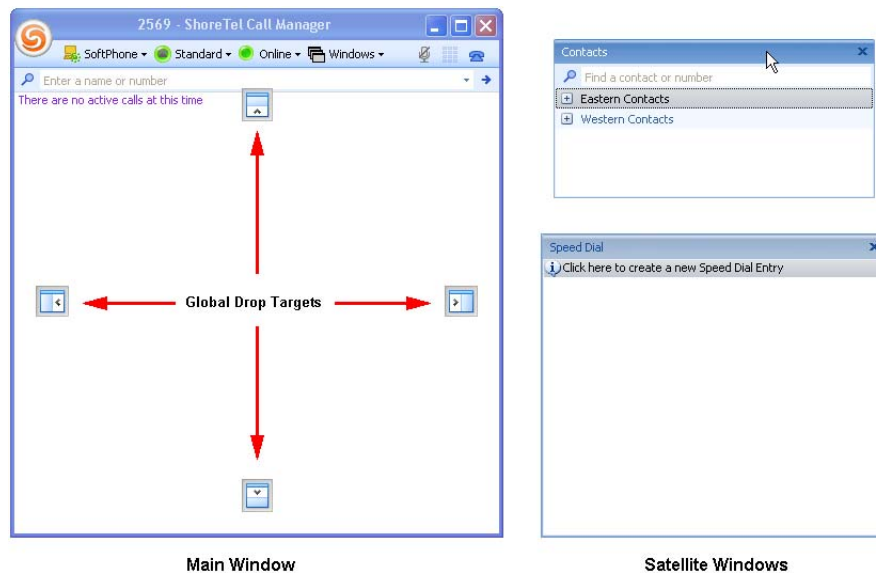 2569 - ShoreTel Call Manager
SoftPhone Standard Online Windows
Enter a name or number
There are no active calls at this time
Global Drop Targets
Main Window
Contacts
Find a contact or number
Eastern Contacts
Western Contacts
Speed Dial
Click here to create a new Speed Dial Entry
Satellite Windows